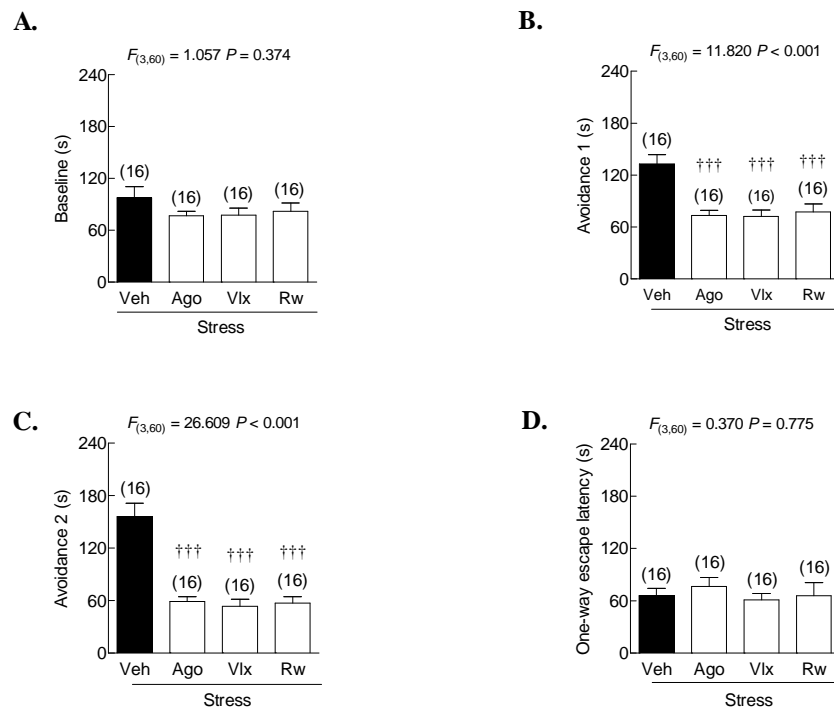 A.
F(3,60) = 1.057 P = 0.374
Baseline (s)
240
180
120
60
0
(16)
(16)
(16)
(16)
Veh
Ago
Vlx
Rw
Stress
B.
F(3,60) = 11.820 P < 0.001
Avoidance 1 (s)
240
180
120
60
0
(16)
††† ††† †††
(16)
(16)
(16)
Veh
Ago
Vlx
Rw
Stress
C.
F(3,60) = 26.609 P < 0.001
Avoidance 2 (s)
240
180
120
60
0
(16)
††† ††† †††
(16)
(16)
(16)
Veh
Ago
Vlx
Rw
Stress
D.
F(3,60) = 0.370 P = 0.775
One-way escape latency (s)
240
180
120
60
0
(16)
(16)
(16)
(16)
Veh
Ago
Vlx
Rw
Stress